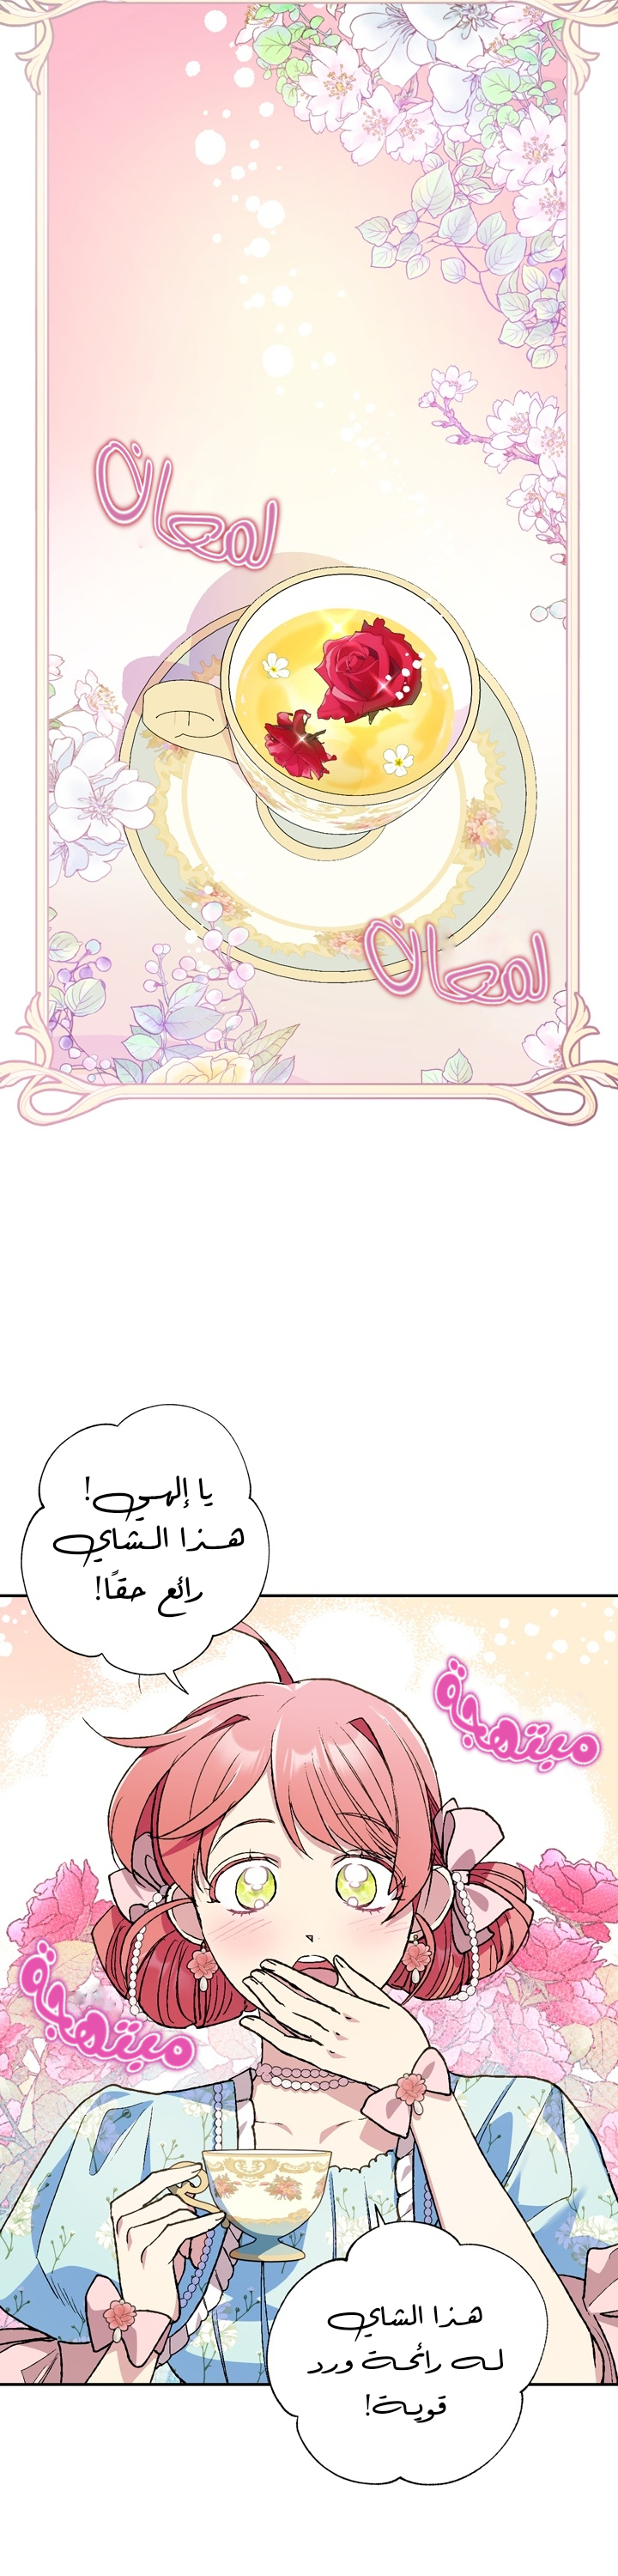 لمعان
لمعان
يا إلهي!
هذا الشاي
رائع حقًا!
مبتهجة
مبتهجة
هذا الشاي
له رائحة ورد
قوية!